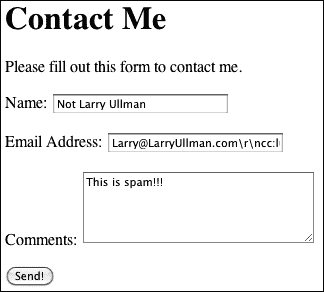 Contact Me
Please fill out this form to contact me.
Name: Not Larry Ullman
Email Address: Larry@LarryUllman.com\r\ncc:l
This is spam!!!
Comments:
Send!